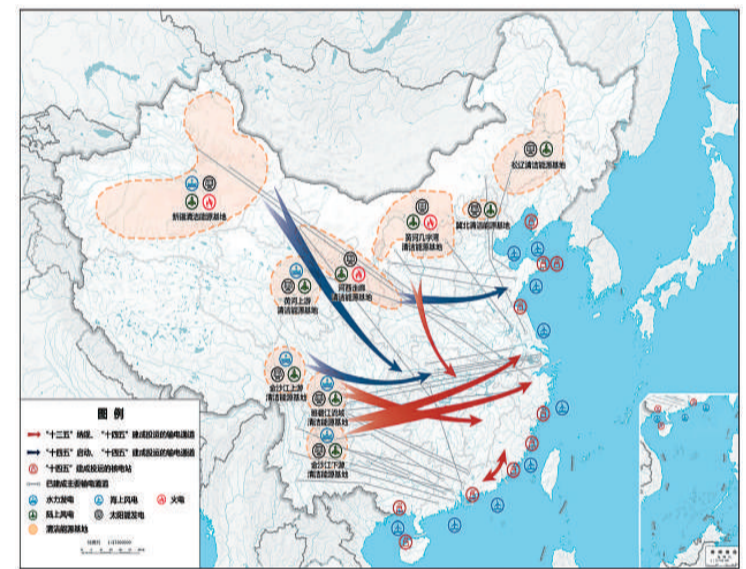 松辽清洁能源基地
新疆清洁能源基地
冀北清洁能源基地
黄河几字湾
清洁能源基地
河西走廊
清洁能源基地
黄河上游
清洁能源基地
金沙江上游
清洁能源基地
雅砻江流域
清洁能源基地
金沙江下游
清洁能源基地
图 例
“十三五”结转、“十四五”建成投运的输电通道
“十四五”启动、“十四五”建成投运的输电通道
“十四五”建成投运的核电站
已建成主要输电通道
水力发电
海上风电
火电
陆上风电
太阳能发电
清洁能源基地